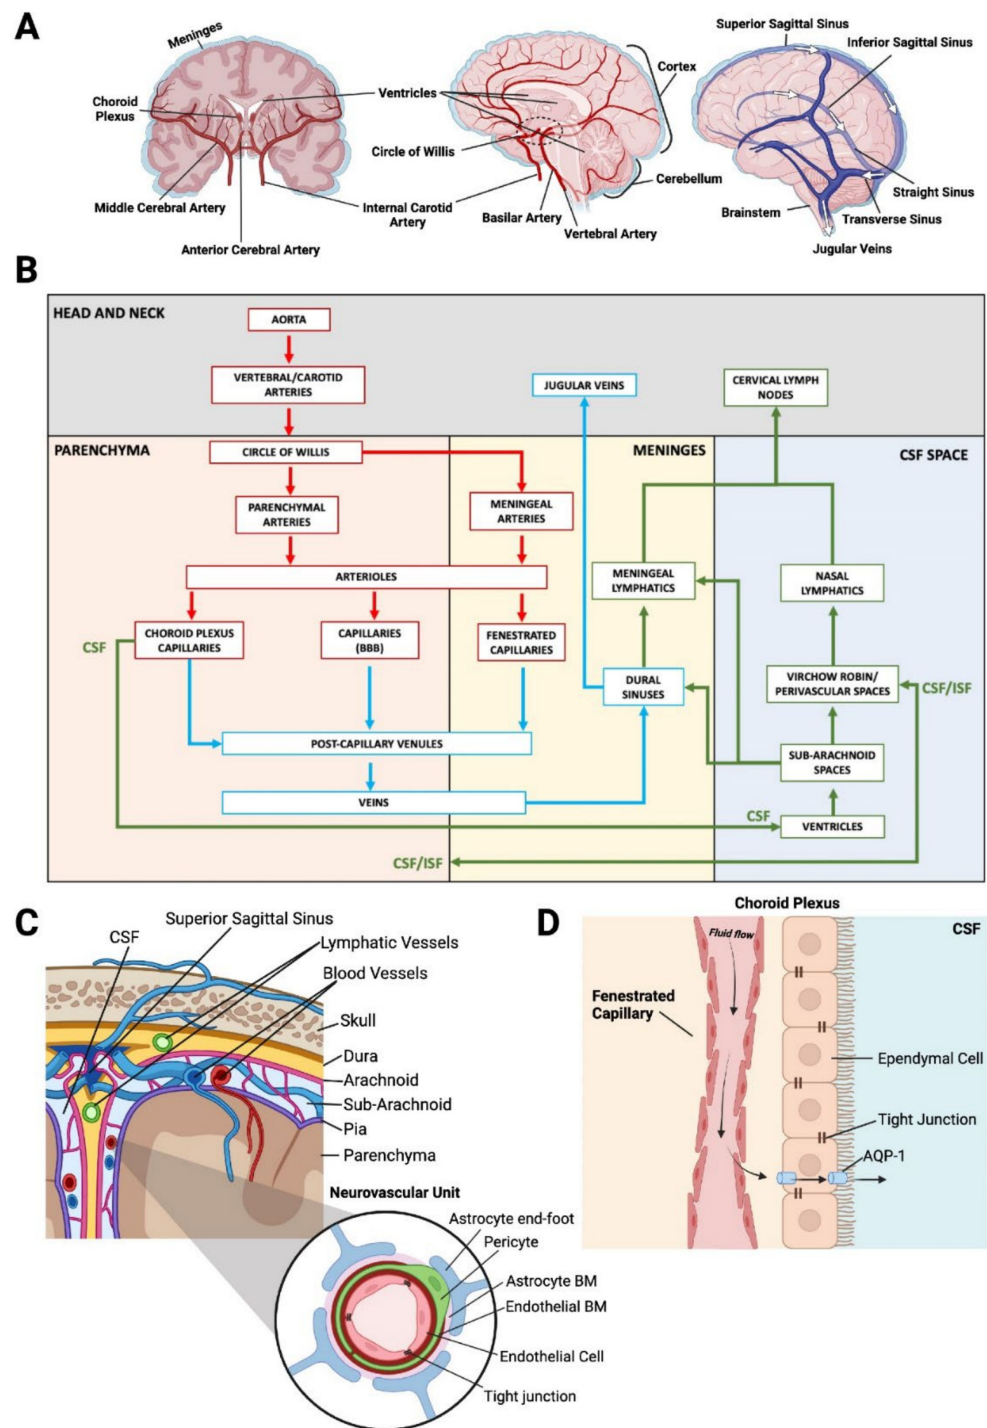 A
Meninges
Choroid
Plexus
Middle Cerebral Artery
Anterior Cerebral Artery
Ventricles
Circle of Willis
Internal Carotid
Artery
Cortex
Cerebellum
Basilar Artery
Vertebral Artery
Superior Sagittal Sinus
Inferior Sagittal Sinus
Straight Sinus
Brainstem
Transverse Sinus
Jugular Veins
B
HEAD AND NECK
AORTA
VERTEBRAL/CAROTID
ARTERIES
JUGULAR VEINS
CERVICAL LYMPH
NODES
PARENCHYMA
MENINGES
CSF SPACE
CIRCLE OF WILLIS
PARENCHYMAL
ARTERIES
MENINGEAL
ARTERIES
ARTERIOLES
MENINGEAL
LYMPHATICS
NASAL
LYMPHATICS
CSF
CHOROID PLEXUS
CAPILLARIES
CAPILLARIES
(BBB)
FENESTRATED
CAPILLARIES
DURAL
SINUSES
VIRCHOW ROBIN/
PERIVASCULAR SPACES
CSF/ISF
POST-CAPILLARY VENULES
SUB-ARACHNOID
SPACES
VEINS
CSF
VENTRICLES
CSF/ISF
C
Superior Sagittal Sinus
CSF
Lymphatic Vessels
Blood Vessels
Skull
Dura
Arachnoid
Sub-Arachnoid
Pia
Parenchyma
Neurovascular Unit
Astrocyte end-foot
Pericyte
Astrocyte BM
Endothelial BM
Endothelial Cell
Tight junction
D
Choroid Plexus
CSF
Fluid flow
Fenestrated
Capillary
Ependymal Cell
Tight Junction
AQP-1